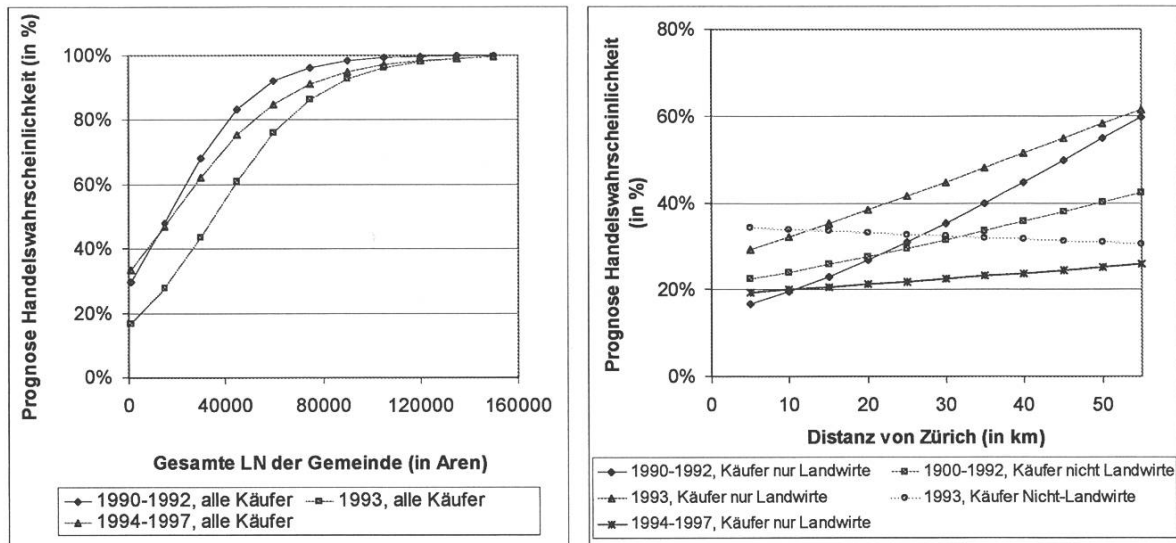 Prognose Handelswahrscheinlichkeit (in %)
100%
80%
60%
40%
20%
0%
0
40000
80000
120000
160000
Gesamte LN der Gemeinde (in Aren)
1990-1992, alle Käufer
1993, alle Käufer
1994-1997, alle Käufer
Prognose Handelswahrscheinlichkeit
(in %)
80%
60%
40%
20%
0%
0
10
20
30
40
50
Distanz von Zürich (in km)
1990-1992, Käufer nur Landwirte
1900-1992, Käufer nicht Landwirte
1993, Käufer nur Landwirte
1993, Käufer Nicht-Landwirte
1994-1997, Käufer nur Landwirte